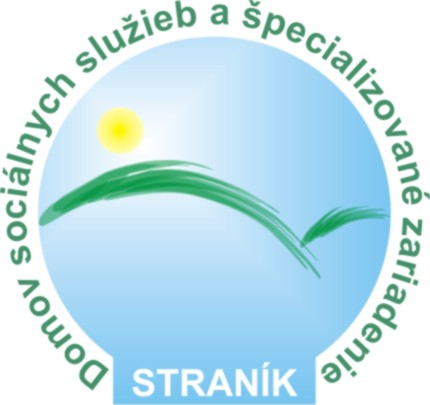 Domov sociálnych služieb a špecializované zariadenie
STRANÍK